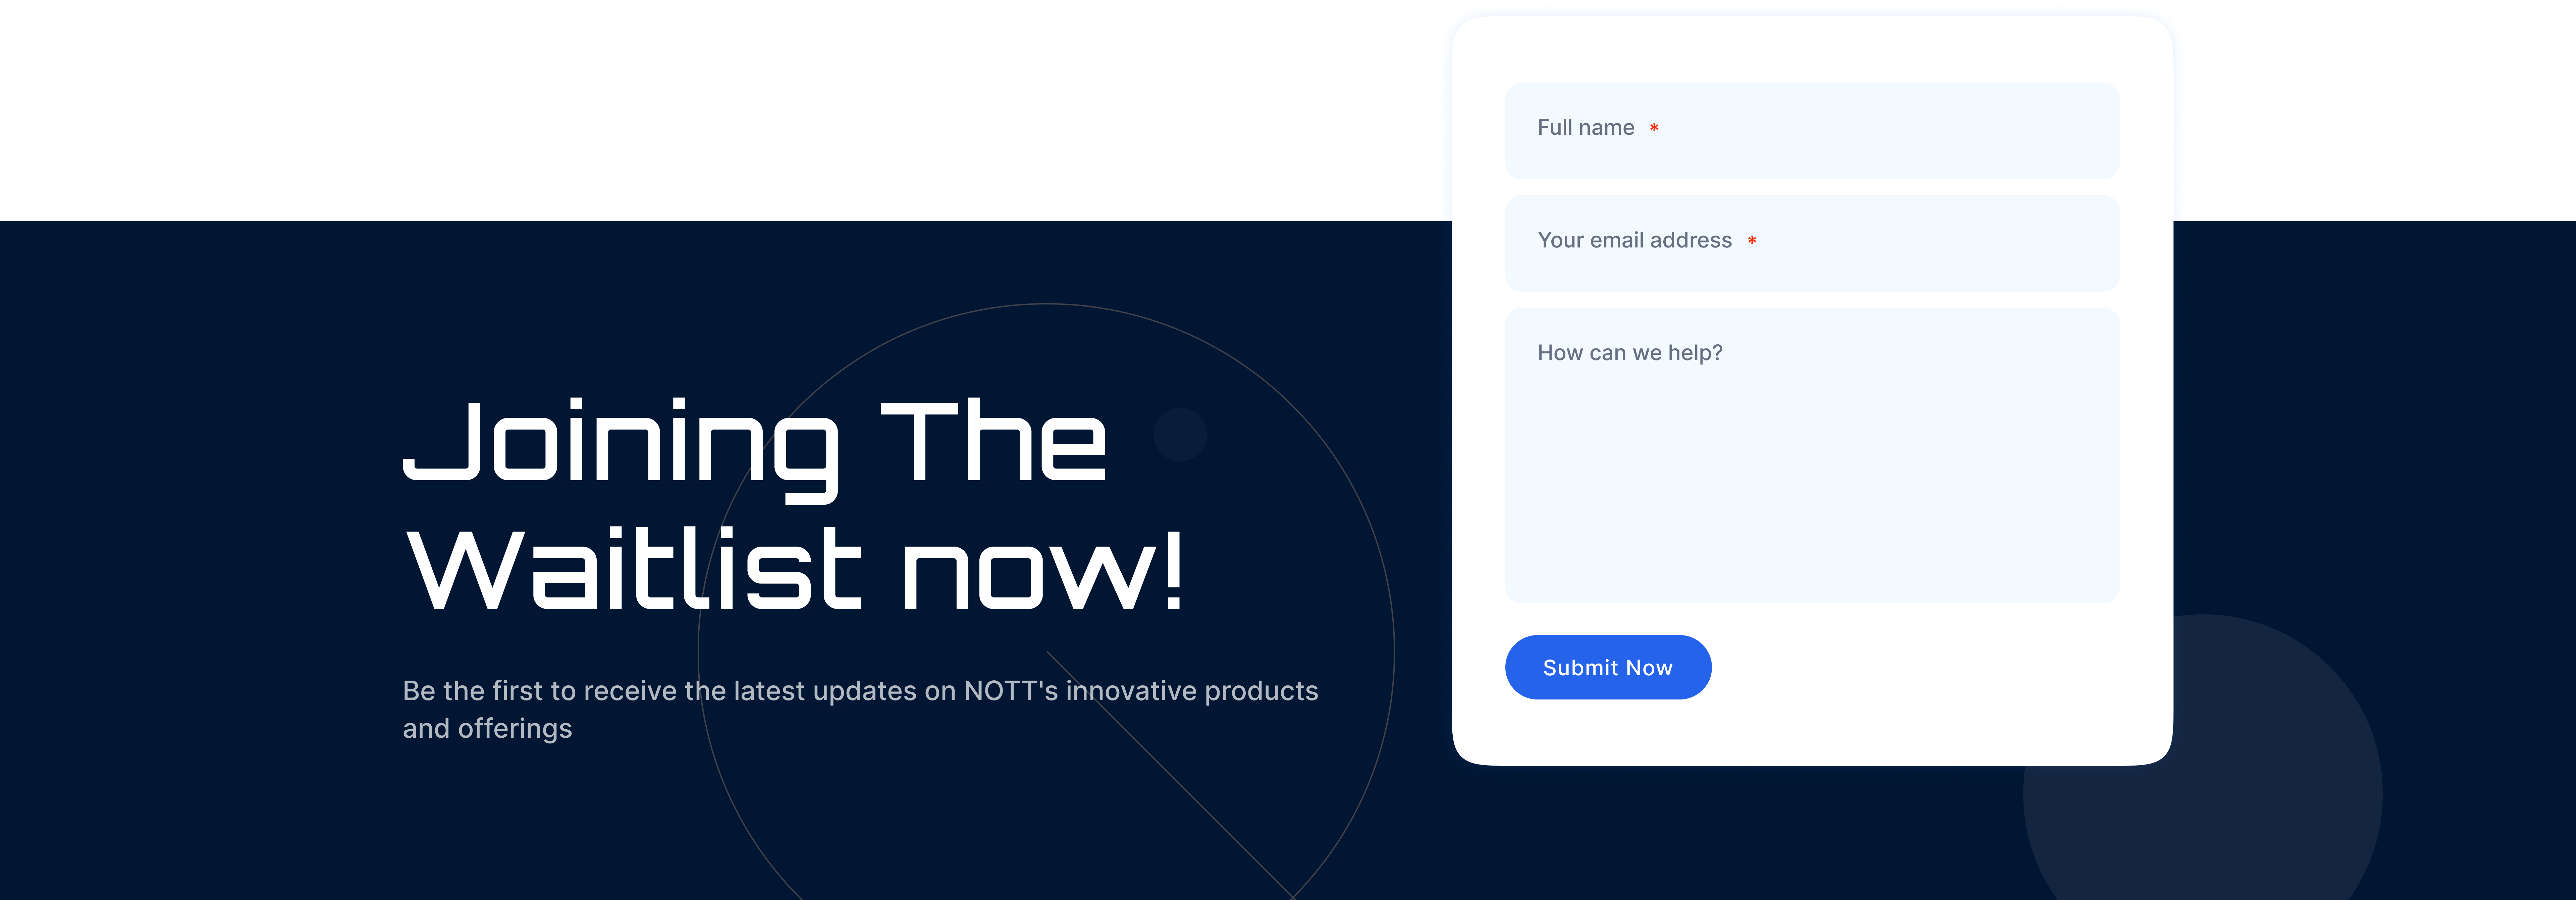 Joining The
Waitlist now!
Be the first to receive the latest updates on NOTT's innovative products
and offerings
Full name *
Your email address *
How can we help?
Submit Now